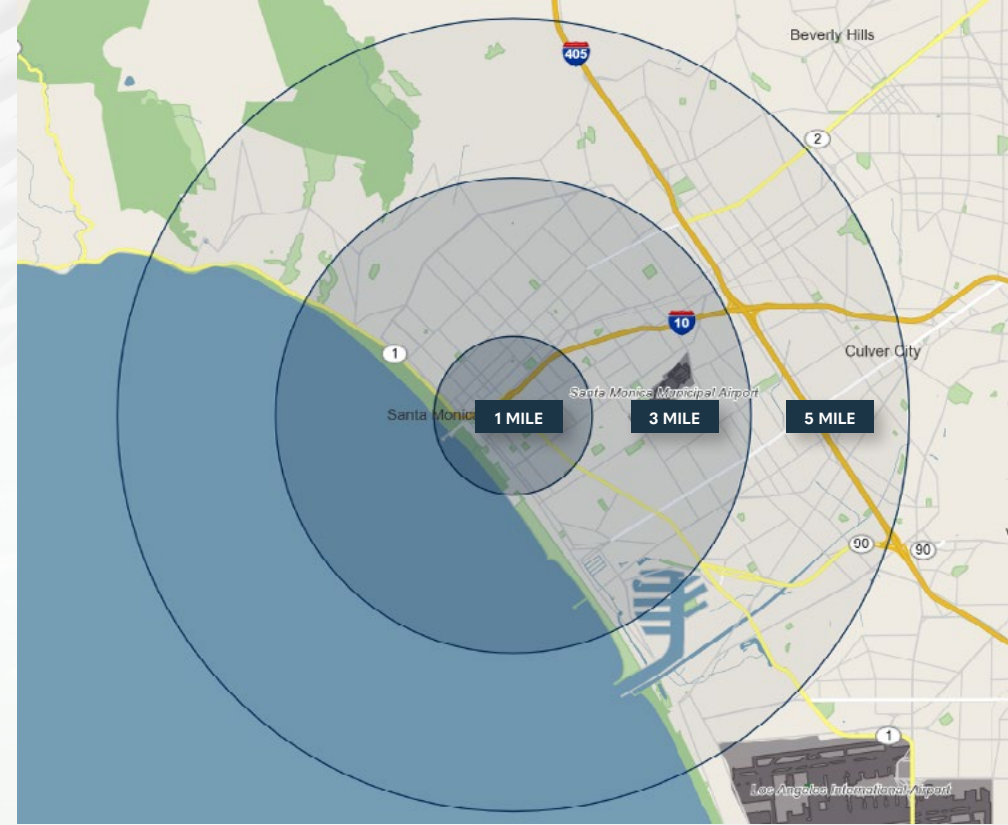 Beverly Hills
405
2
10
1
Culver City
Santa Monica Municipal Airport
Santa Monica
1 MILE
3 MILE
5 MILE
90
90
1
Los Angeles International Airport